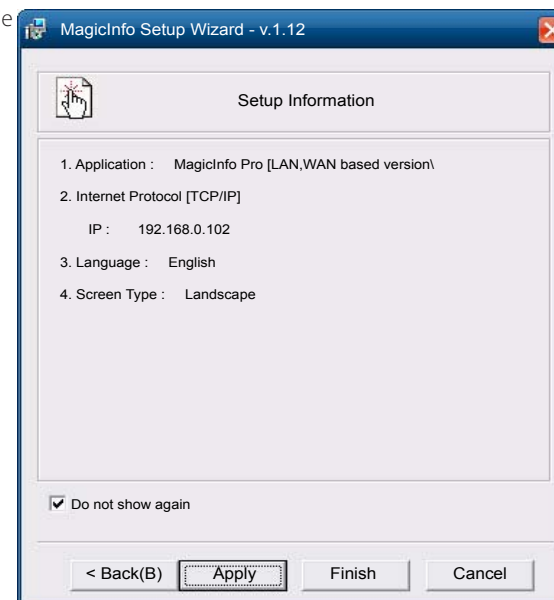 e
MagicInfo Setup Wizard - v.1.12
Setup Information
1. Application : MagicInfo Pro [LAN,WAN based version\
2. Internet Protocol [TCP/IP]
IP : 192.168.0.102
3. Language : English
4. Screen Type : Landscape
Do not show again
< Back(B) Apply Finish Cancel